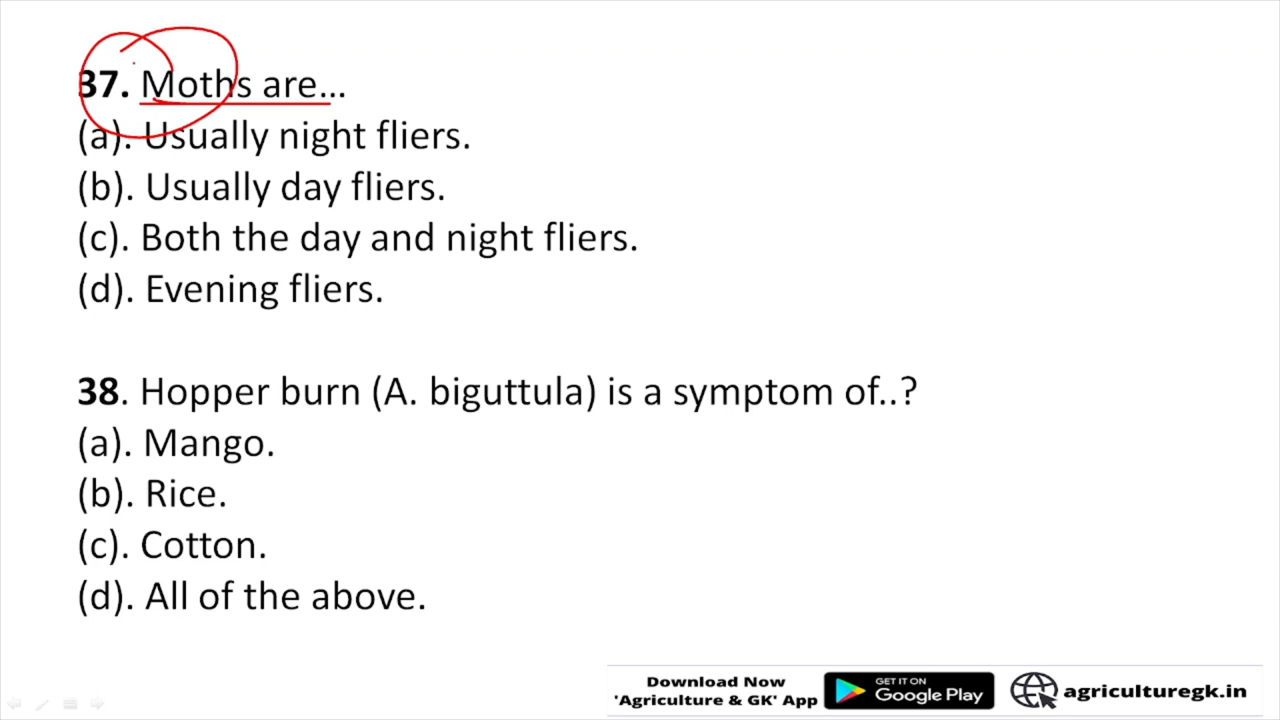 37. Moths are...
(a). Usually night fliers.
(b). Usually day fliers.
(c). Both the day and night fliers.
(d). Evening fliers.
38. Hopper burn (A. biguttula) is a symptom of..?
(a). Mango.
(b). Rice.
(c). Cotton.
(d). All of the above.
Download Now
'Agriculture & GK' App
GET IT ON
Google Play
agriculturegk.in